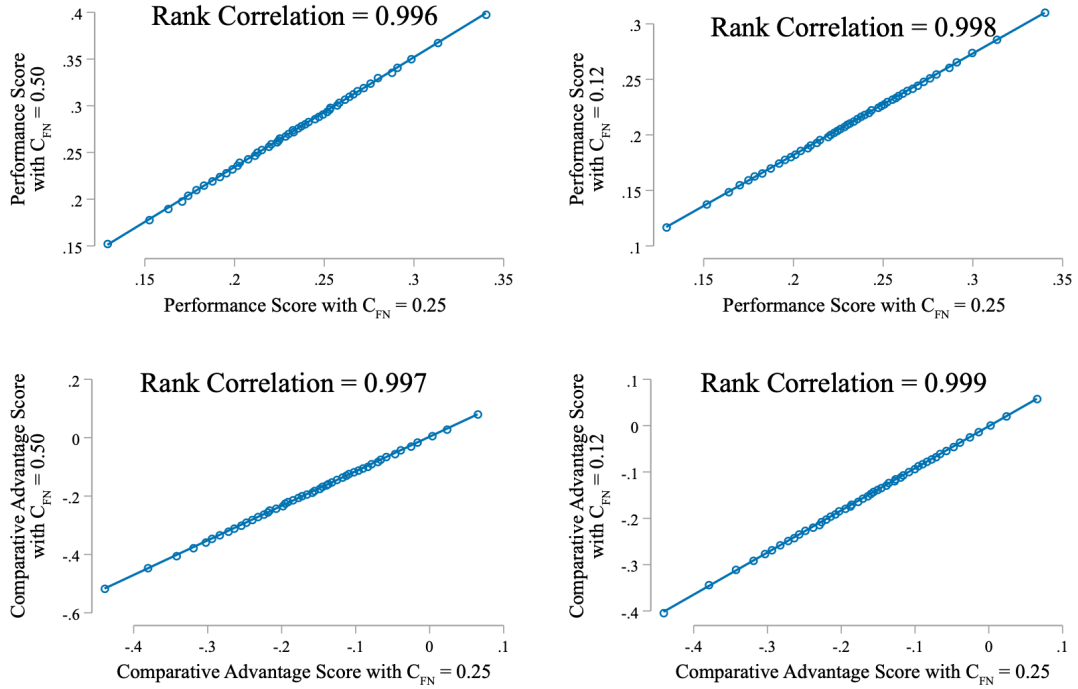 Rank Correlation = 0.996
Performance Score
with C_FN = 0.50
.4
.35
.3
.25
.2
.15
.15
.2
.25
.3
.35
Performance Score with C_FN = 0.25
Rank Correlation = 0.998
Performance Score
with C_FN = 0.12
.3
.25
.2
.15
.1
.15
.2
.25
.3
.35
Performance Score with C_FN = 0.25
Rank Correlation = 0.997
Comparative Advantage Score
with C_FN = 0.50
.2
0
-.2
-.4
-.6
-.4
-.3
-.2
-.1
0
.1
Comparative Advantage Score with C_FN = 0.25
Rank Correlation = 0.999
Comparative Advantage Score
with C_FN = 0.12
.1
0
-.1
-.2
-.3
-.4
-.4
-.3
-.2
-.1
0
.1
Comparative Advantage Score with C_FN = 0.25